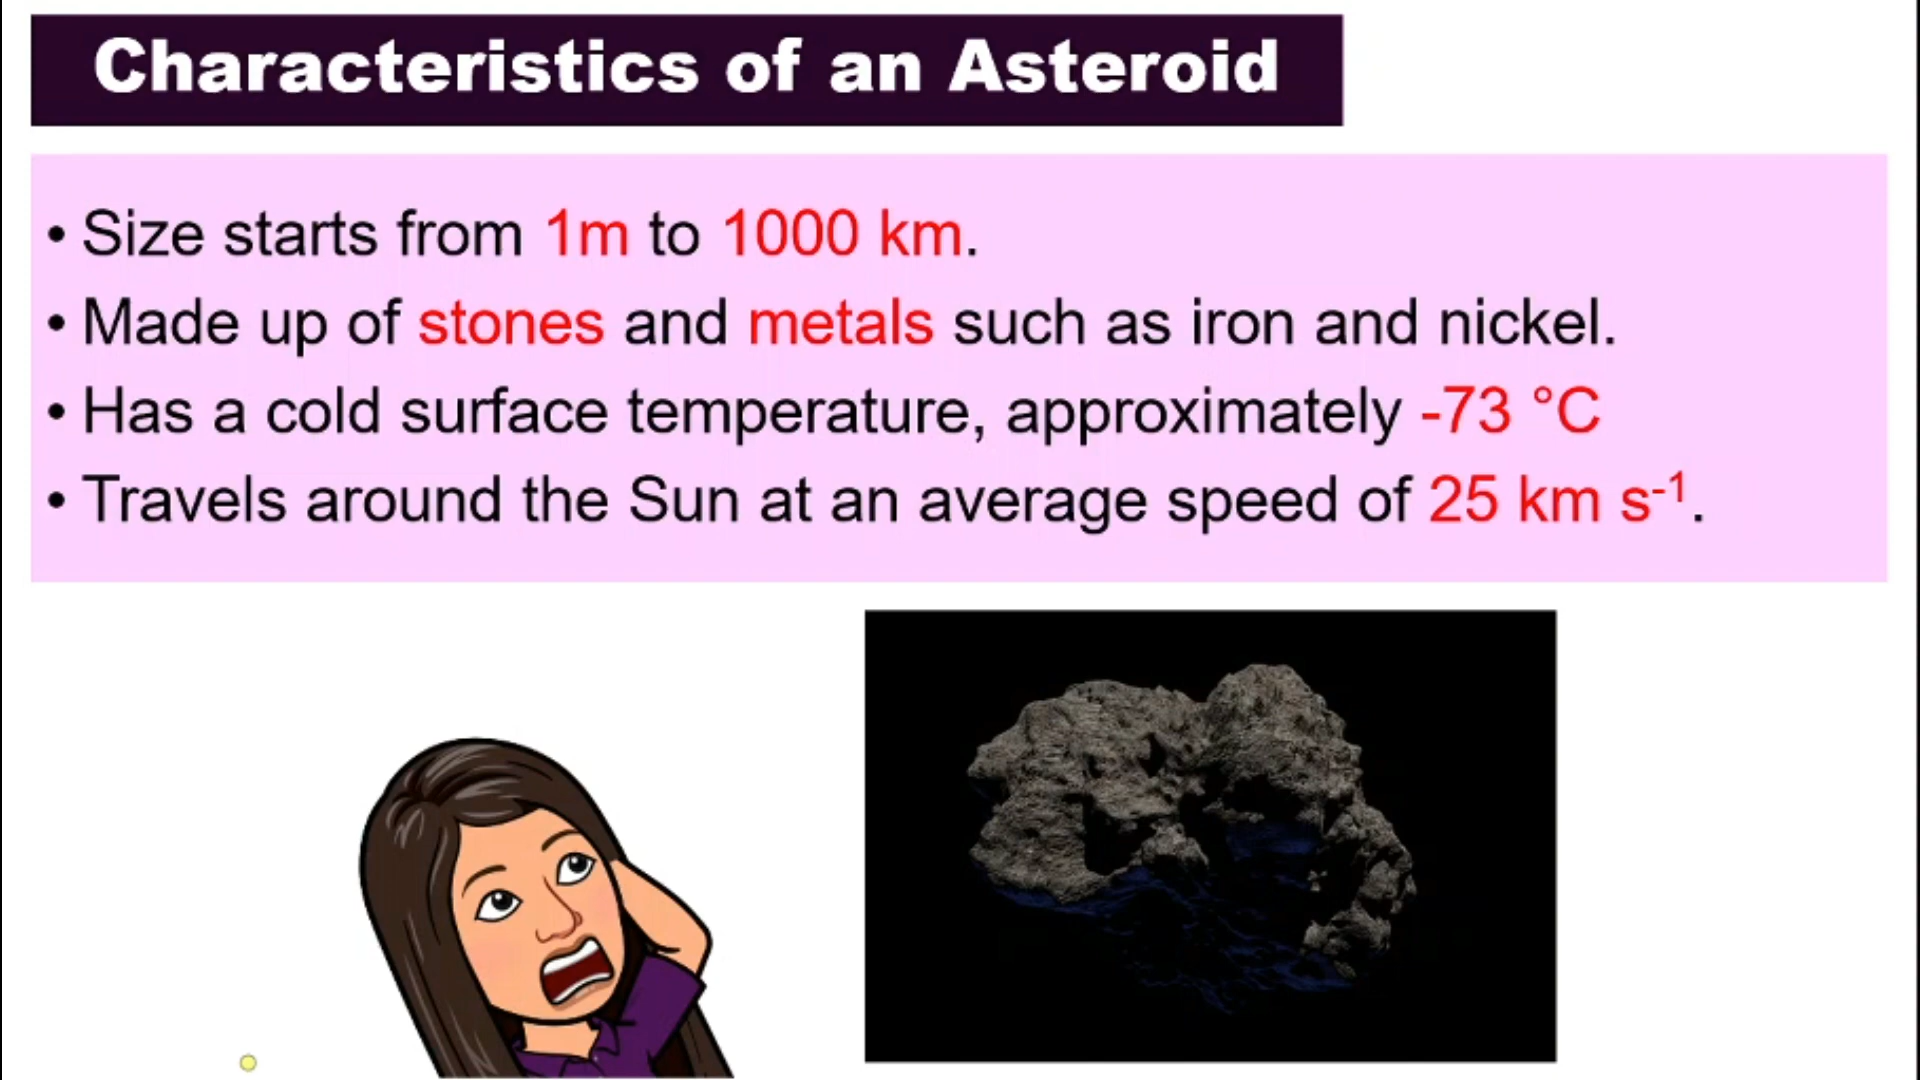 Characteristics of an Asteroid
• Size starts from 1m to 1000 km.
• Made up of stones and metals such as iron and nickel.
• Has a cold surface temperature, approximately -73 °C
• Travels around the Sun at an average speed of 25 km s⁻¹.